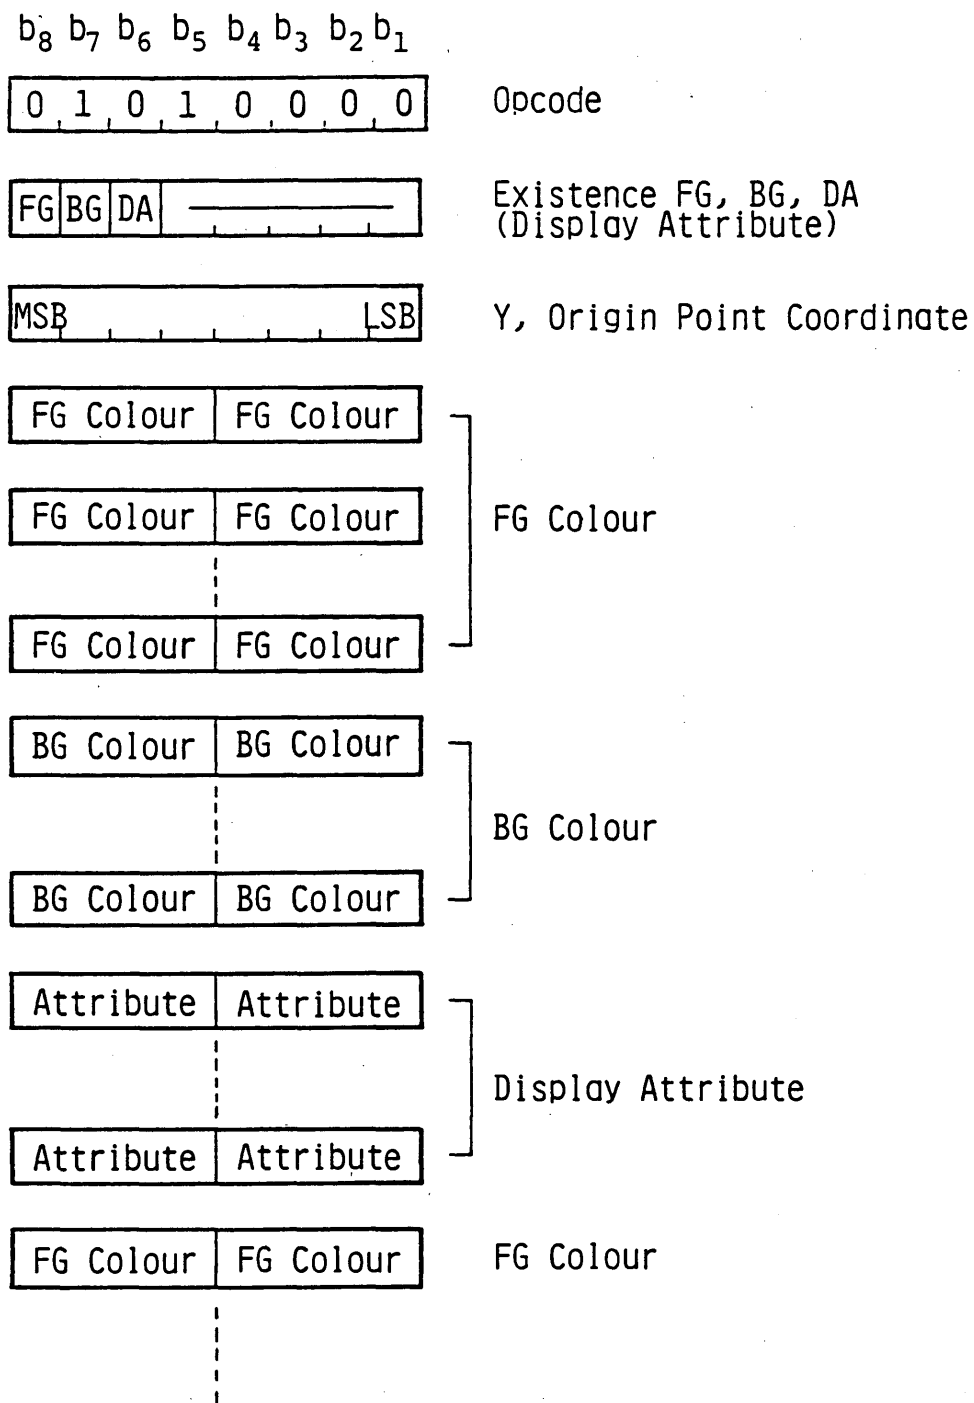 b8 b7 b6 b5 b4 b3 b2 b1
0 1 0 1 0 0 0 0 Opcode
FG BG DA Existence FG, BG, DA
(Display Attribute)
MSB LSB Y, Origin Point Coordinate
FG Colour FG Colour
FG Colour FG Colour FG Colour
FG Colour FG Colour
BG Colour BG Colour
BG Colour
BG Colour BG Colour
Attribute Attribute
Display Attribute
Attribute Attribute
FG Colour FG Colour FG Colour